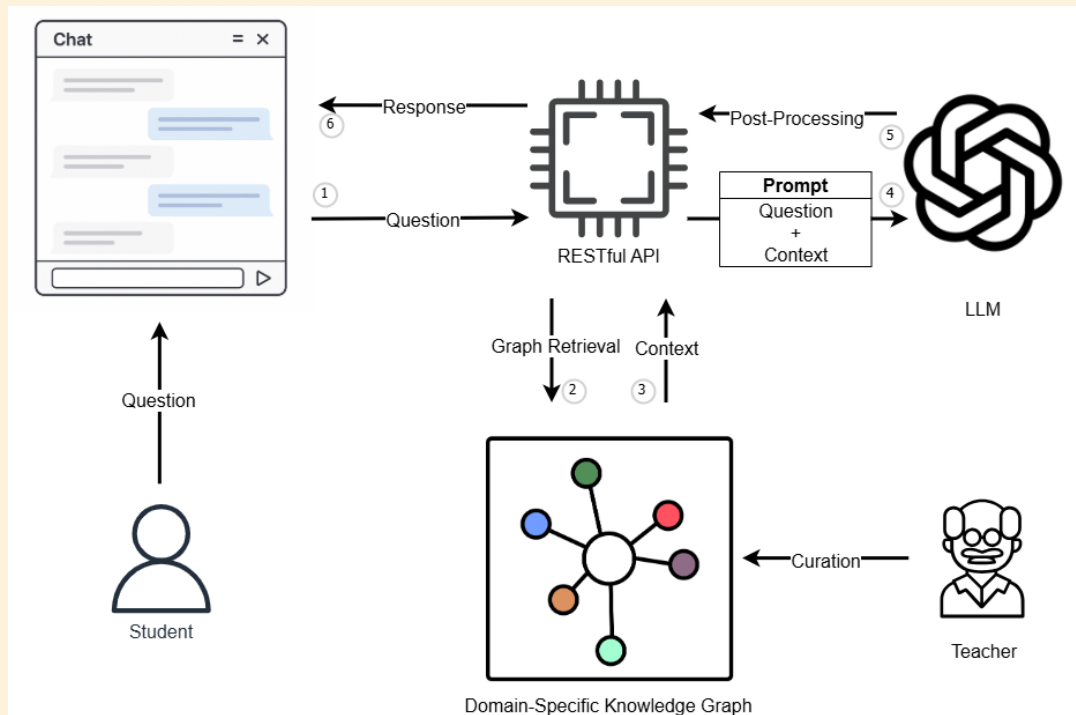 Chat
Response
6
Post-Processing
5
1
Question
Prompt
Question
+
Context
4
RESTful API
LLM
Graph Retrieval
Context
2
3
Question
Curation
Student
Teacher
Domain-Specific Knowledge Graph